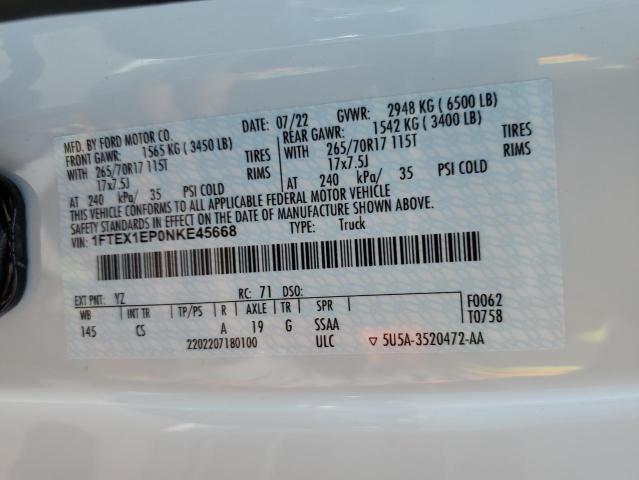 MFD. BY FORD MOTOR CO.
DATE: 07/22 GVWR: 2948 KG (6500 LB)
FRONT GAWR: 1565 KG (3450 LB)
REAR GAWR: 1542 KG (3400 LB)
WITH 265/70R17 115T TIRES
WITH 265/70R17 115T TIRES
17x7.5J RIMS
17x7.5J RIMS
AT 240 kPa/ 35 PSI COLD
AT 240 kPa/ 35 PSI COLD
THIS VEHICLE CONFORMS TO ALL APPLICABLE FEDERAL MOTOR VEHICLE
SAFETY STANDARDS IN EFFECT ON THE DATE OF MANUFACTURE SHOWN ABOVE.
VIN: 1FTEX1EP0NKE45668 TYPE: Truck
EXT PNT: YZ RC: 71 DSO:
WB INT TR TP/PS R AXLE TR SPR
145 CS A 19 G SSAA
F0062
T0758
2202207180100 ULC ▽ 5U5A-3520472-AA